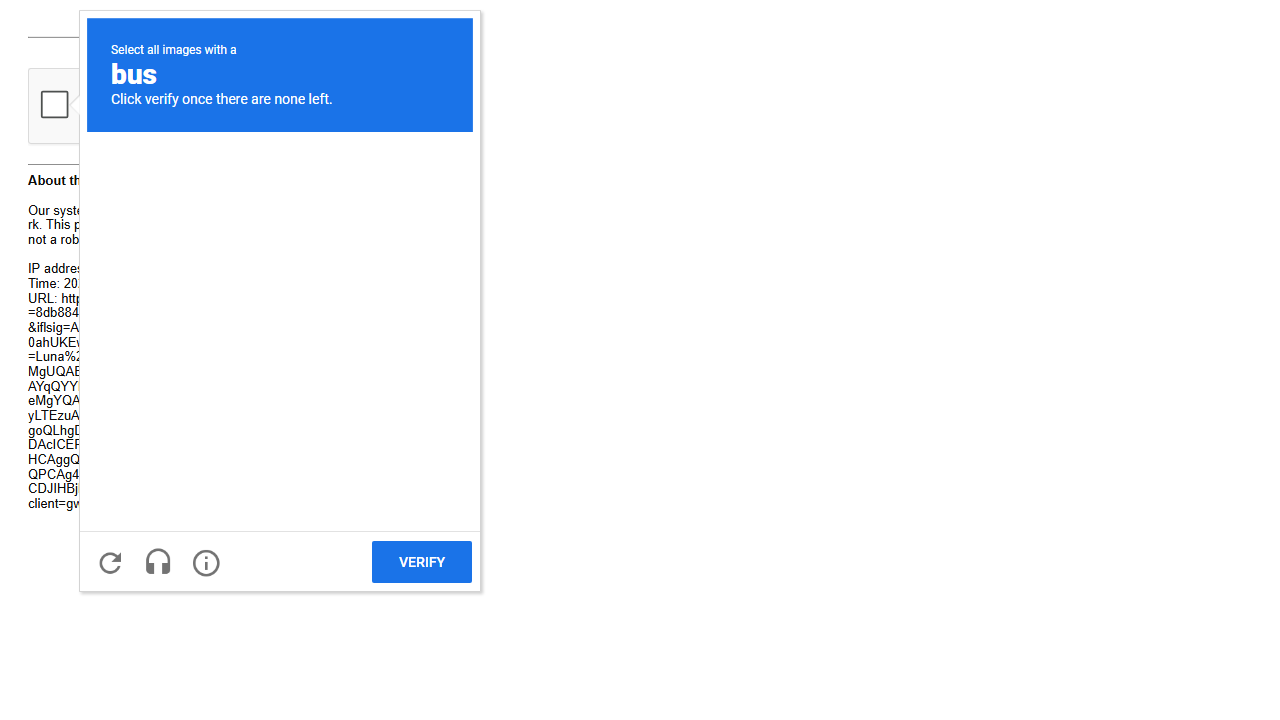 Select all images with a
bus
Click verify once there are none left.
About th
Our syste
rk. This p
not a rob
IP addres
Time: 20
URL: http
=8db884
&iflsig=A
0ahUKEv
=Luna%2
MgUQAE
AYqQYY
eMgYQA
yLTEzuA
goQLhgD
DAcICEF
HCAggQ
QPCAg4
CDJIHBj
client=gw
VERIFY